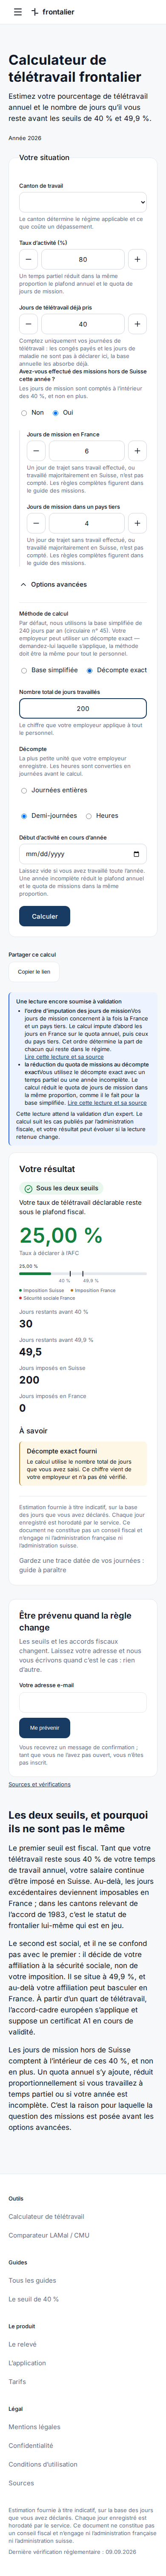 frontalier
Calculateur de
télétravail frontalier
Estimez votre pourcentage de télétravail
annuel et le nombre de jours qu'il vous
reste avant les seuils de 40 % et 49,9 %.
Année 2026
Votre situation
Canton de travail
Le canton détermine le régime applicable et ce
que coûte un dépassement.
Taux d'activité (%)
80
Un temps partiel réduit dans la même
proportion le plafond annuel et le quota de
jours de mission.
Jours de télétravail déjà pris
40
Comptez uniquement vos journées de
télétravail · les congés payés et les jours de
maladie ne sont pas à déclarer ici, la base
annuelle les absorbe déjà.
Avez-vous effectué des missions hors de Suisse
cette année ?
Les jours de mission sont comptés à l'intérieur
des 40 %, et non en plus.
Non
Oui
Jours de mission en France
6
Un jour de trajet sans travail effectué, ou
travaillé majoritairement en Suisse, n'est pas
compté. Les règles complètes figurent dans
le guide des missions.
Jours de mission dans un pays tiers
4
Un jour de trajet sans travail effectué, ou
travaillé majoritairement en Suisse, n'est pas
compté. Les règles complètes figurent dans
le guide des missions.
Options avancées
Méthode de calcul
Par défaut, nous utilisons la base simplifiée de
240 jours par an (circulaire n° 45). Votre
employeur peut utiliser un décompte exact —
demandez-lui laquelle s'applique. À
télétravail et temps partiel égaux, la méthode
doit être la même pour tout le personnel.
Base simplifiée
Décompte exact
Nombre total de jours travaillés
200
Le chiffre que votre employeur applique à tout
le personnel.
Décompte
La plus petite unité que votre employeur
enregistre. Les heures sont converties en
journées avant le calcul.
Journées entières
Demi-journées
Heures
Début d'activité en cours d'année
mm/dd/yyyy
Laissez vide si vous avez travaillé toute l'année.
Une année incomplète réduit le plafond annuel
et le quota de missions dans la même
proportion.
Calculer
Partager ce calcul
Copier le lien
Une lecture encore soumise à validation
l'ordre d'imputation des jours de missionVos
jours de mission concernent à la fois la France
et un pays tiers. Le calcul impute d'abord les
jours en France sur le quota annuel, puis ceux
du pays tiers. Cet ordre détermine la part de
chacun qui reste dans le régime.
Lire cette lecture et sa source
la réduction du quota de missions au décompte
exactVous utilisez le décompte exact avec un
temps partiel ou une année incomplète. Le
calcul réduit le quota de jours de mission dans
la même proportion, comme il le fait pour la
base simplifiée. Lire cette lecture et sa source
Cette lecture attend la validation d'un expert. Le
calcul suit les cas publiés par l'administration
fiscale, et votre résultat peut évoluer si la lecture
retenue change.
Votre résultat
Sous les deux seuils
Votre taux de télétravail déclarable reste
sous le plafond fiscal.
25,00 %
Taux à déclarer à l'AFC
25,00 %
40 %
49,9 %
Imposition Suisse
Imposition France
Sécurité sociale France
Jours restants avant 40 %
30
Jours restants avant 49,9 %
49,5
Jours imposés en Suisse
200
Jours imposés en France
0
À savoir
Décompte exact fourni
Le calcul utilise le nombre total de jours
que vous avez saisi. Ce chiffre vient de
votre employeur et n'a pas été vérifié.
Estimation fournie à titre indicatif, sur la base
des jours que vous avez déclarés. Chaque jour
enregistré est horodaté par le service. Ce
document ne constitue pas un conseil fiscal et
n'engage ni l'administration française ni
l'administration suisse.
Gardez une trace datée de vos journées :
guide à paraître
Être prévenu quand la règle
change
Les seuils et les accords fiscaux
changent. Laissez votre adresse et nous
vous écrivons quand c'est le cas : rien
d'autre.
Votre adresse e-mail
Me prévenir
Vous recevrez un message de confirmation ;
tant que vous ne l'avez pas ouvert, vous n'êtes
pas inscrit.
Sources et vérifications
Les deux seuils, et pourquoi
ils ne sont pas le même
Le premier seuil est fiscal. Tant que votre
télétravail reste sous 40 % de votre temps
de travail annuel, votre salaire continue
d'être imposé en Suisse. Au-delà, les jours
excédentaires deviennent imposables en
France ; dans les cantons relevant de
l'accord de 1983, c'est le statut de
frontalier lui-même qui est en jeu.
Le second est social, et il ne se confond
pas avec le premier : il décide de votre
affiliation à la sécurité sociale, non de
votre imposition. Il se situe à 49,9 %, et
au-delà votre affiliation peut basculer en
France. À partir d'un quart de télétravail,
l'accord-cadre européen s'applique et
suppose un certificat A1 en cours de
validité.
Les jours de mission hors de Suisse
comptent à l'intérieur de ces 40 %, et non
en plus. Un quota annuel s'y ajoute, réduit
proportionnellement si vous travaillez à
temps partiel ou si votre année est
incomplète. C'est la raison pour laquelle la
question des missions est posée avant les
options avancées.
Outils
Calculateur de télétravail
Comparateur LAMal / CMU
Guides
Tous les guides
Le seuil de 40 %
Le produit
Le relevé
L'application
Tarifs
Légal
Mentions légales
Confidentialité
Conditions d'utilisation
Sources
Estimation fournie à titre indicatif, sur la base des jours
que vous avez déclarés. Chaque jour enregistré est
horodaté par le service. Ce document ne constitue pas
un conseil fiscal et n'engage ni l'administration française
ni l'administration suisse.
Dernière vérification réglementaire : 09.09.2026